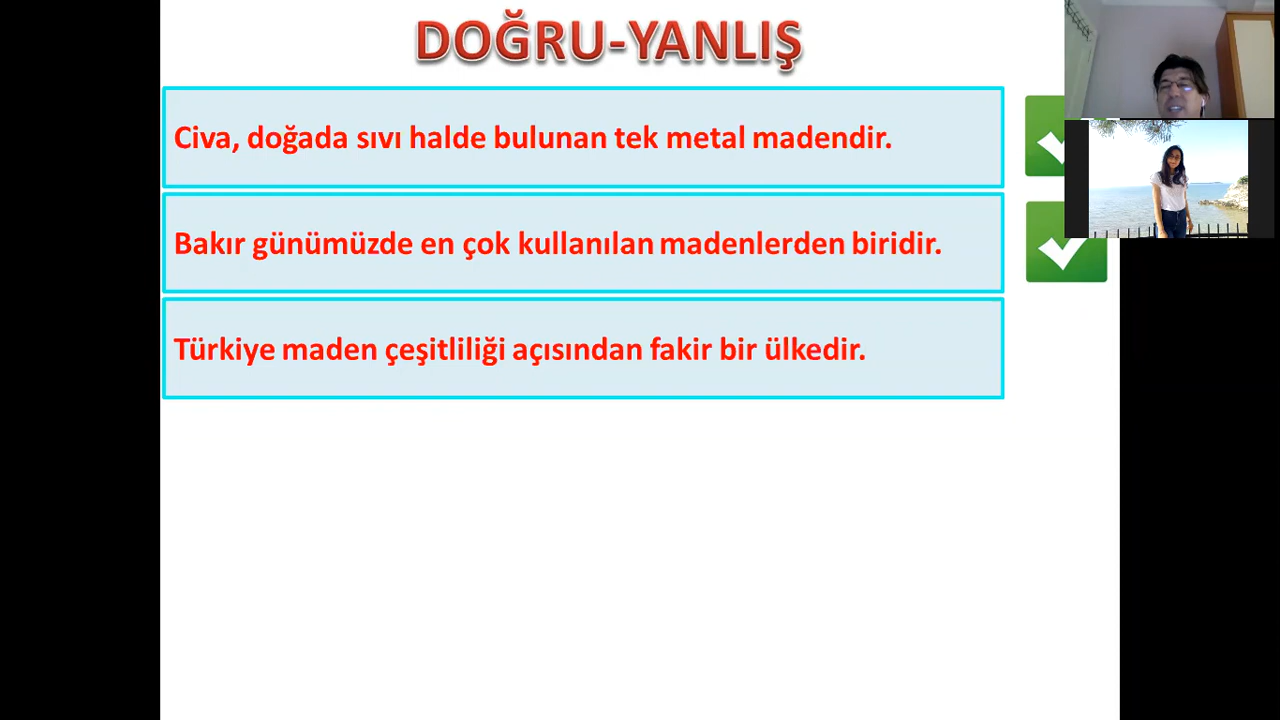 DOĞRU-YANLIŞ
Civa, doğada sıvı halde bulunan tek metal madendir.
Bakır günümüzde en çok kullanılan madenlerden biridir.
Türkiye maden çeşitliliği açısından fakir bir ülkedir.